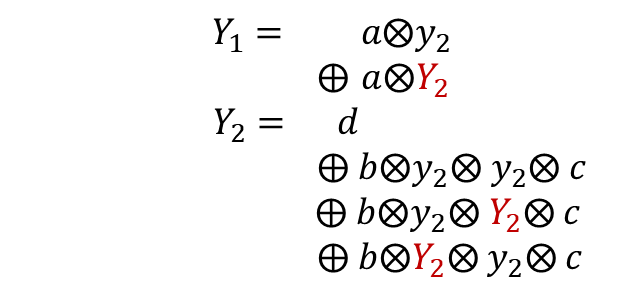 Y₁ = a⊗y₂
⊕ a⊗Y₂
Y₂ = d
⊕ b⊗y₂⊗ y₂⊗ c
⊕ b⊗y₂⊗ Y₂⊗ c
⊕ b⊗Y₂⊗ y₂⊗ c